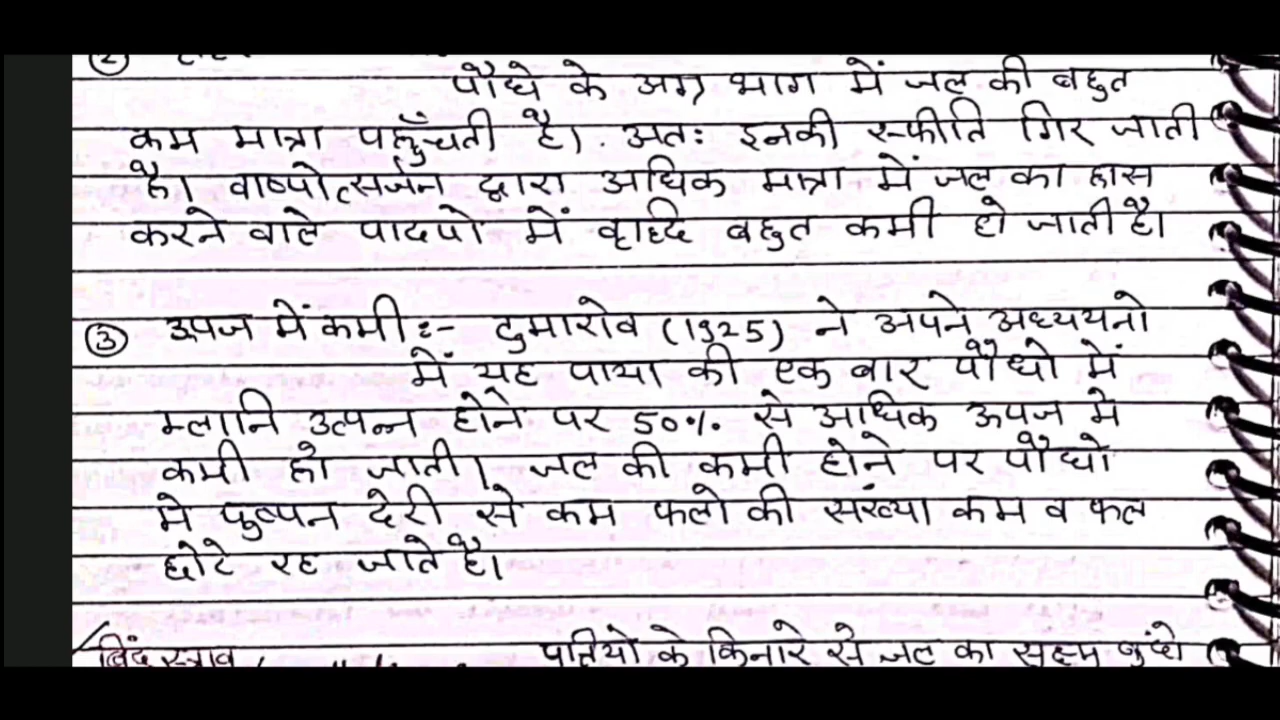 ②
पौधे के अग्र भाग में जल की बहुत
कम मात्रा पहुँचती है। अतः इनकी स्फीति गिर जाती
है। वाष्पोत्सर्जन द्वारा अधिक मात्रा में जल का ह्रास
करने वाले पादपो में वृद्धि बहुत कमी हो जाती है।
③ उपज में कमी :- टुमारोव (1925) ने अपने अध्ययनो
में यह पाया की एक बार पौधो में
म्लानि उत्पन्न होने पर 50% से अधिक ऊपज मे
कमी हो जाती। जल की कमी होने पर पौधो
मे पुष्पन देरी से कम फलो की संख्या कम व फल
छोटे रह जाते है।
बिंदु स्त्राव पतियो के किनारे से जल का सूक्ष्म बुंदो